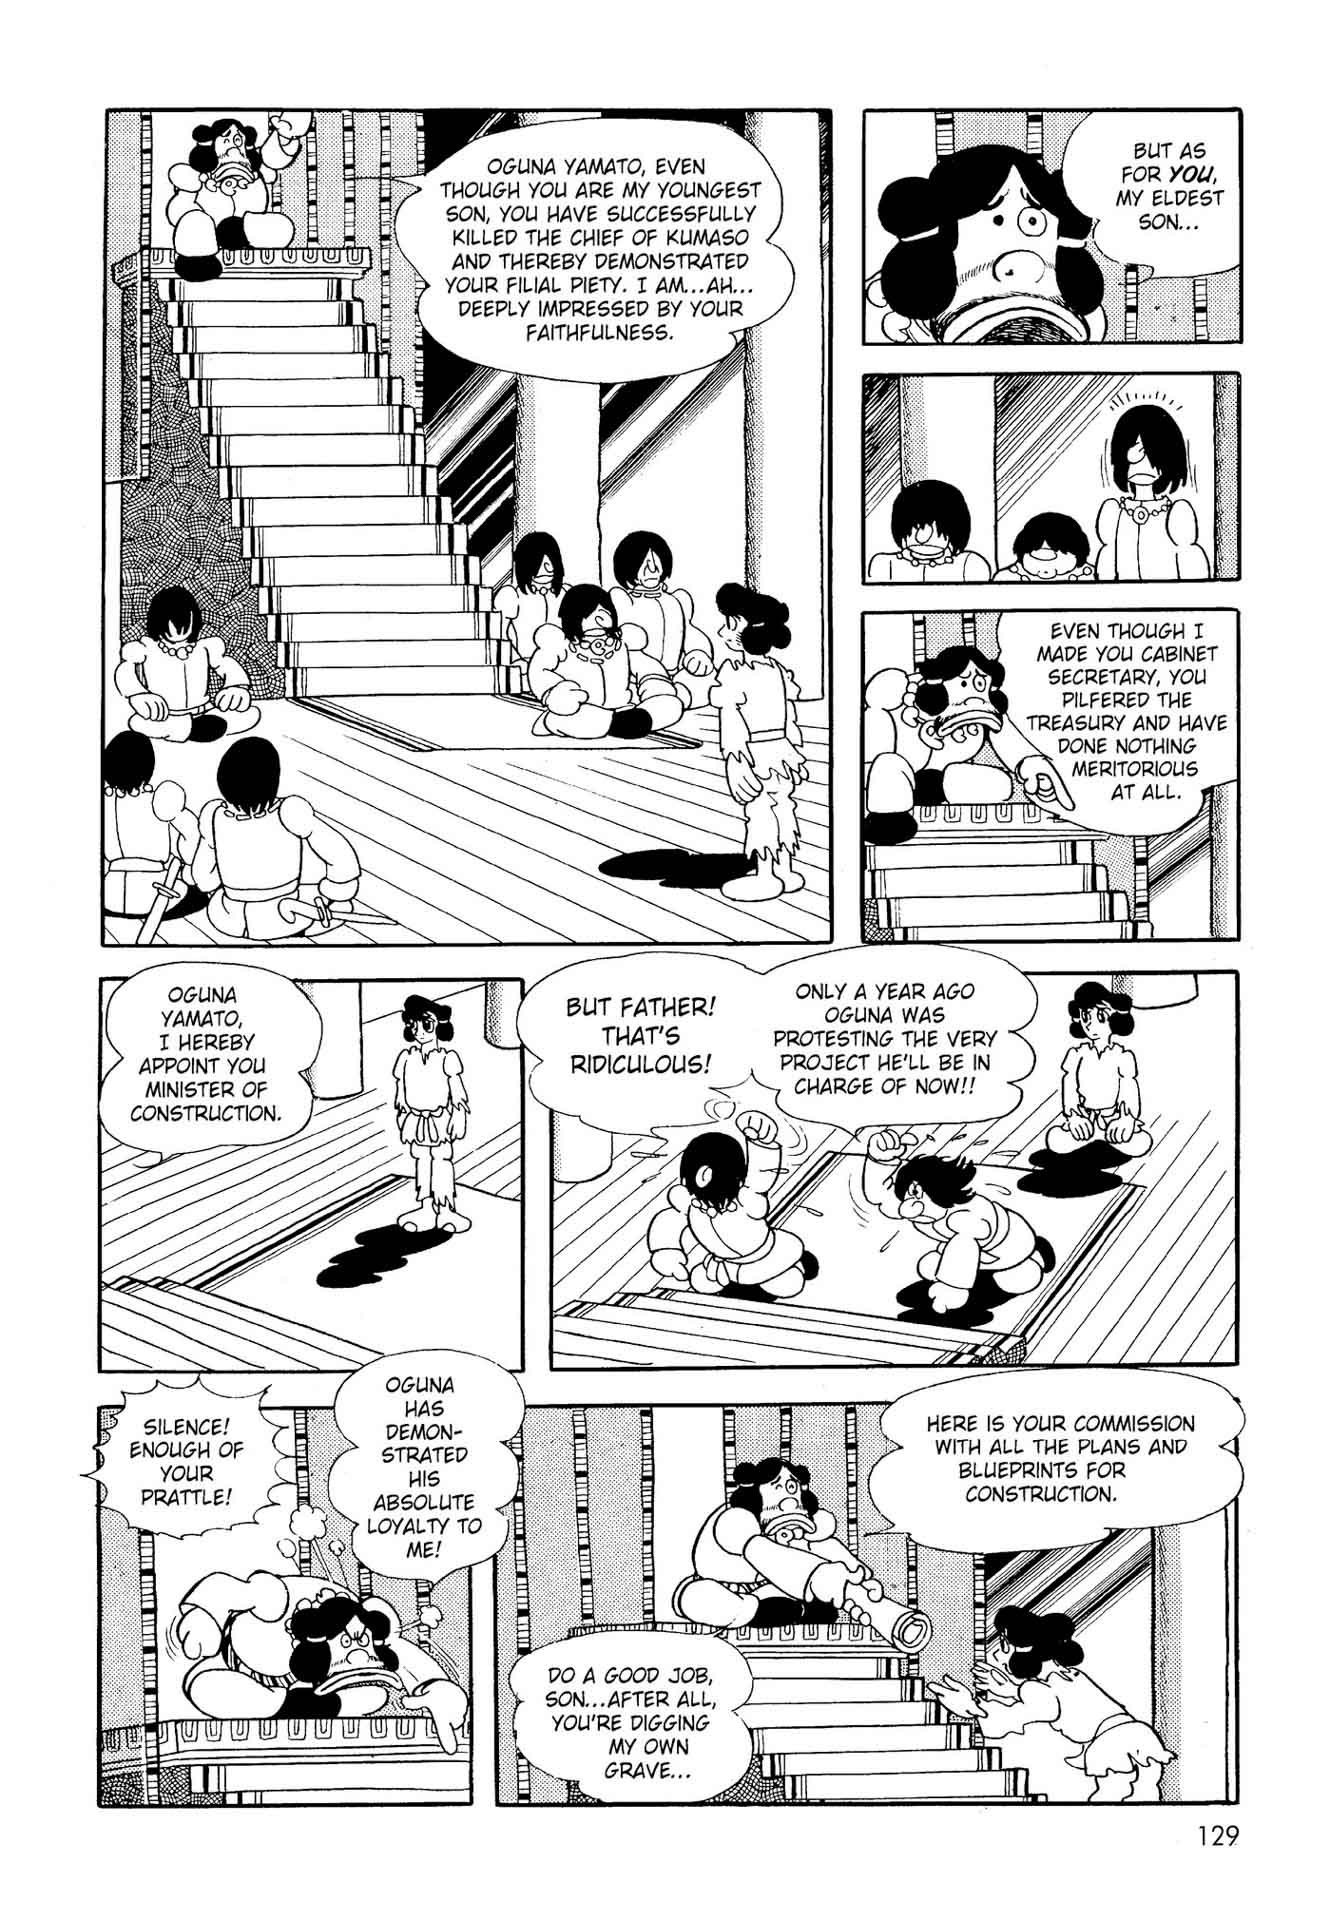 OGUNA YAMATO, EVEN
THOUGH YOU ARE MY YOUNGEST
SON, YOU HAVE SUCCESSFULLY
KILLED THE CHIEF OF KUMASO
AND THEREBY DEMONSTRATED
YOUR FILIAL PIETY. I AM...AH...
DEEPLY IMPRESSED BY YOUR
FAITHFULNESS.
BUT AS
FOR YOU,
MY ELDEST
SON...
EVEN THOUGH I
MADE YOU CABINET
SECRETARY, YOU
PILFERED THE
TREASURY AND HAVE
DONE NOTHING
MERITORIOUS
AT ALL.
OGUNA
YAMATO,
I HEREBY
APPOINT YOU
MINISTER OF
CONSTRUCTION.
BUT FATHER!
THAT'S
RIDICULOUS!
ONLY A YEAR AGO
OGUNA WAS
PROTESTING THE VERY
PROJECT HE'LL BE IN
CHARGE OF NOW!!
SILENCE!
ENOUGH OF
YOUR
PRATTLE!
OGUNA
HAS
DEMON-
STRATED
HIS
ABSOLUTE
LOYALTY TO
ME!
HERE IS YOUR COMMISSION
WITH ALL THE PLANS AND
BLUEPRINTS FOR
CONSTRUCTION.
DO A GOOD JOB,
SON...AFTER ALL,
YOU'RE DIGGING
MY OWN
GRAVE...
129